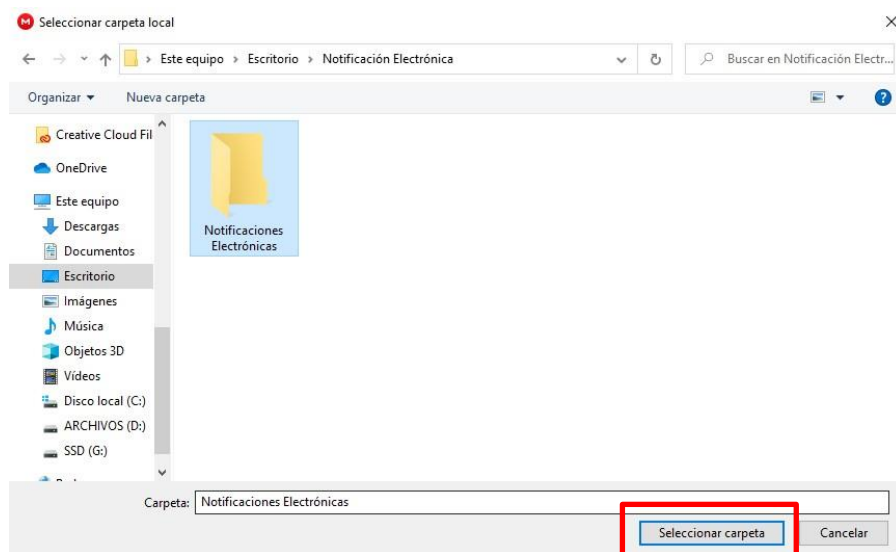 Seleccionar carpeta local
Este equipo > Escritorio > Notificación Electrónica
Buscar en Notificación Electr...
Organizar
Nueva carpeta
Creative Cloud Fil
OneDrive
Este equipo
Descargas
Documentos
Escritorio
Imágenes
Música
Objetos 3D
Vídeos
Disco local (C:)
ARCHIVOS (D:)
SSD (G:)
Notificaciones
Electrónicas
Carpeta: Notificaciones Electrónicas
Seleccionar carpeta
Cancelar